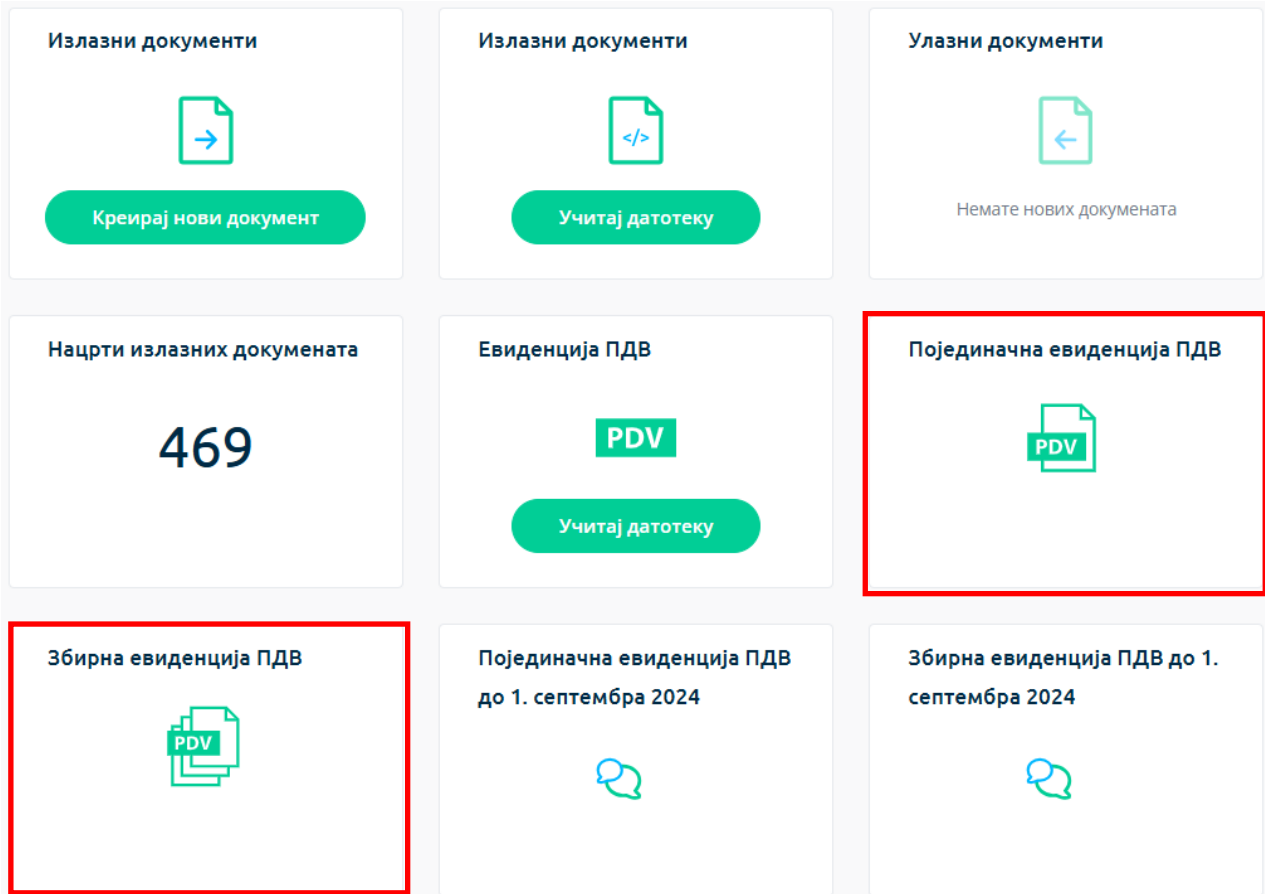 Излазни документи
Излазни документи
Улазни документи
</>
Креирај нови документ
Учитај датотеку
Немате нових докумената
Нацрти излазних докумената
Евиденција ПДВ
Појединачна евиденција ПДВ
469
PDV
PDV
Учитај датотеку
Збирна евиденција ПДВ
Појединачна евиденција ПДВ
до 1. септембра 2024
Збирна евиденција ПДВ до 1.
септембра 2024
PDV